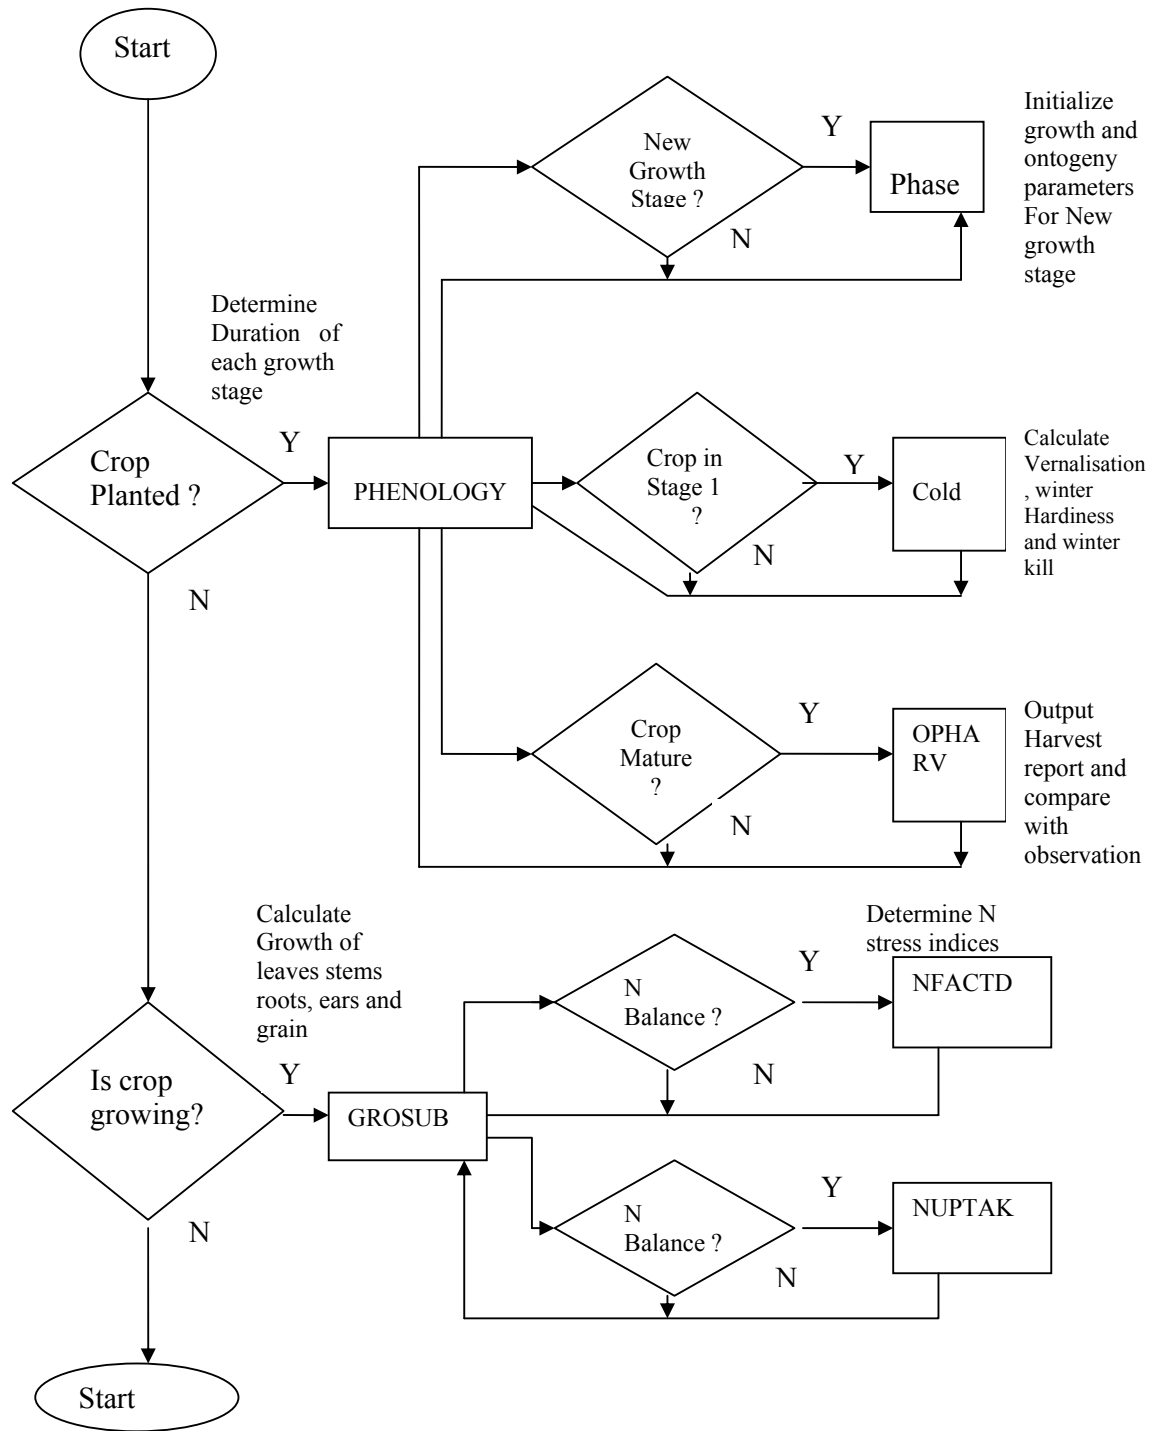 Start
New
Growth
Stage ?
Y
N
Phase
Initialize
growth and
ontogeny
parameters
For New
growth
stage
Determine
Duration of
each growth
stage
Crop
Planted ?
Y
N
PHENOLOGY
Crop in
Stage 1
?
Y
N
Cold
Calculate
Vernalisation
, winter
Hardiness
and winter
kill
Crop
Mature
?
Y
N
OPHA
RV
Output
Harvest
report and
compare
with
observation
Calculate
Growth of
leaves stems
roots, ears and
grain
Is crop
growing?
Y
N
GROSUB
N
Balance ?
Y
N
Determine N
stress indices
NFACTD
N
Balance ?
Y
N
NUPTAK
Start